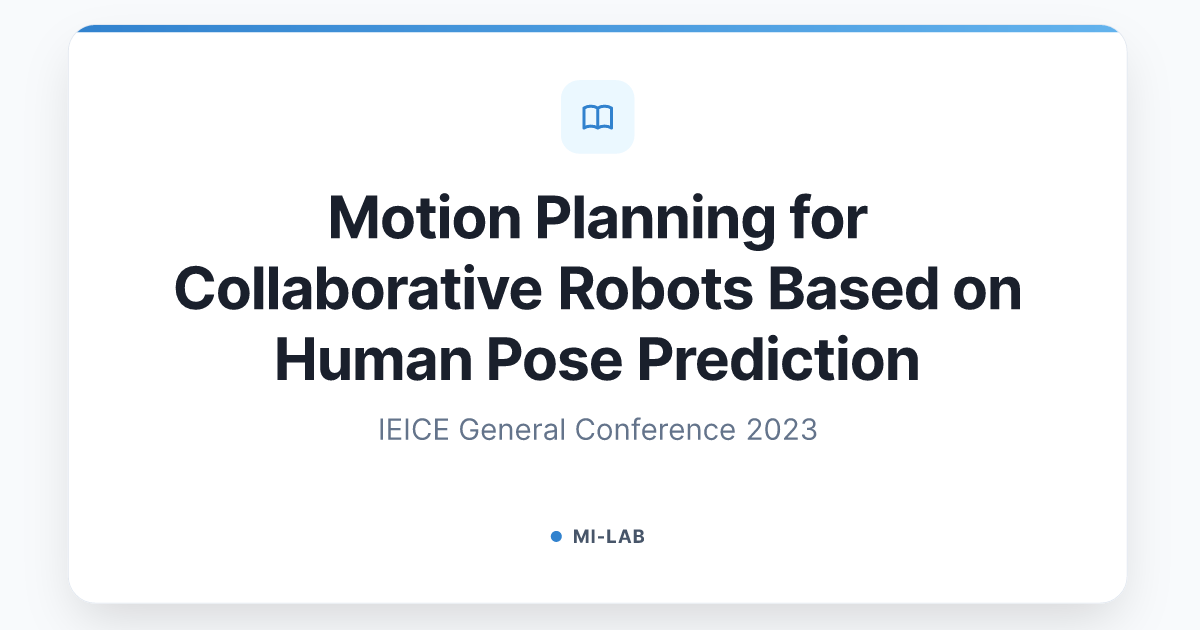 Motion Planning for
Collaborative Robots Based on
Human Pose Prediction
IEICE General Conference 2023
MI-LAB